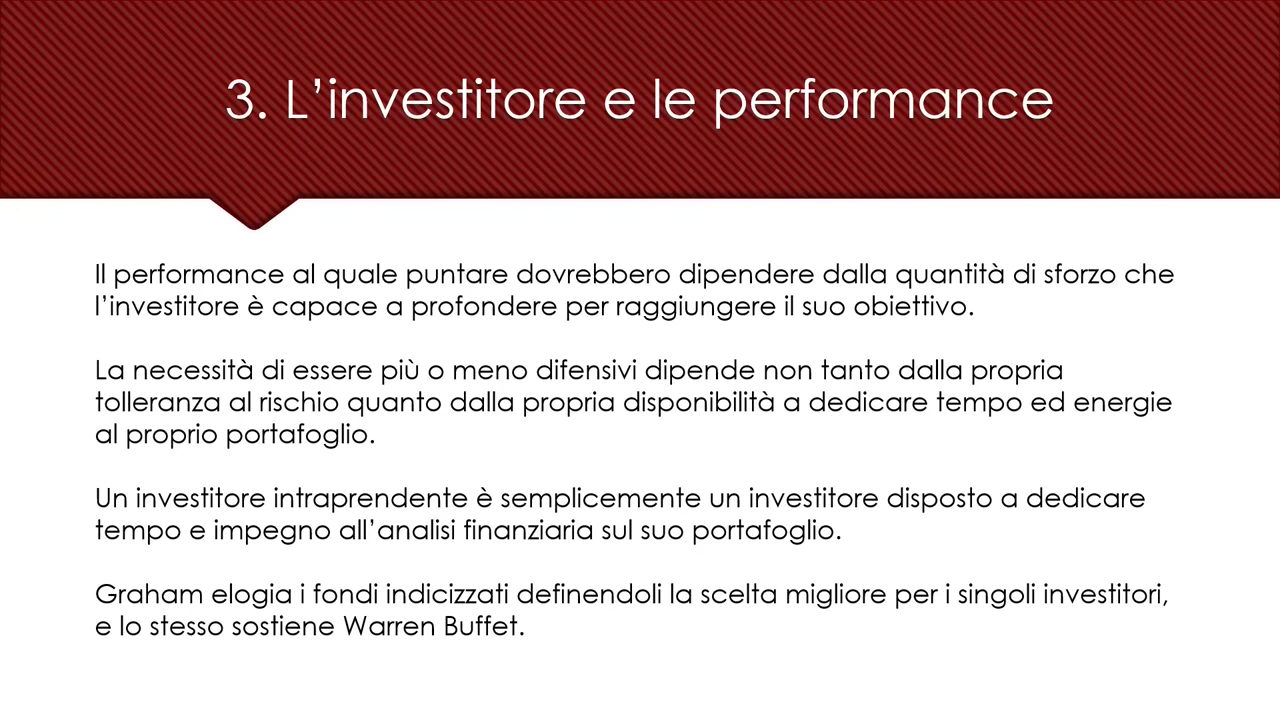 3. L’investitore e le performance
Il performance al quale puntare dovrebbero dipendere dalla quantità di sforzo che
l’investitore è capace a profondere per raggiungere il suo obiettivo.
La necessità di essere più o meno difensivi dipende non tanto dalla propria
tolleranza al rischio quanto dalla propria disponibilità a dedicare tempo ed energie
al proprio portafoglio.
Un investitore intraprendente è semplicemente un investitore disposto a dedicare
tempo e impegno all’analisi finanziaria sul suo portafoglio.
Graham elogia i fondi indicizzati definendoli la scelta migliore per i singoli investitori,
e lo stesso sostiene Warren Buffet.